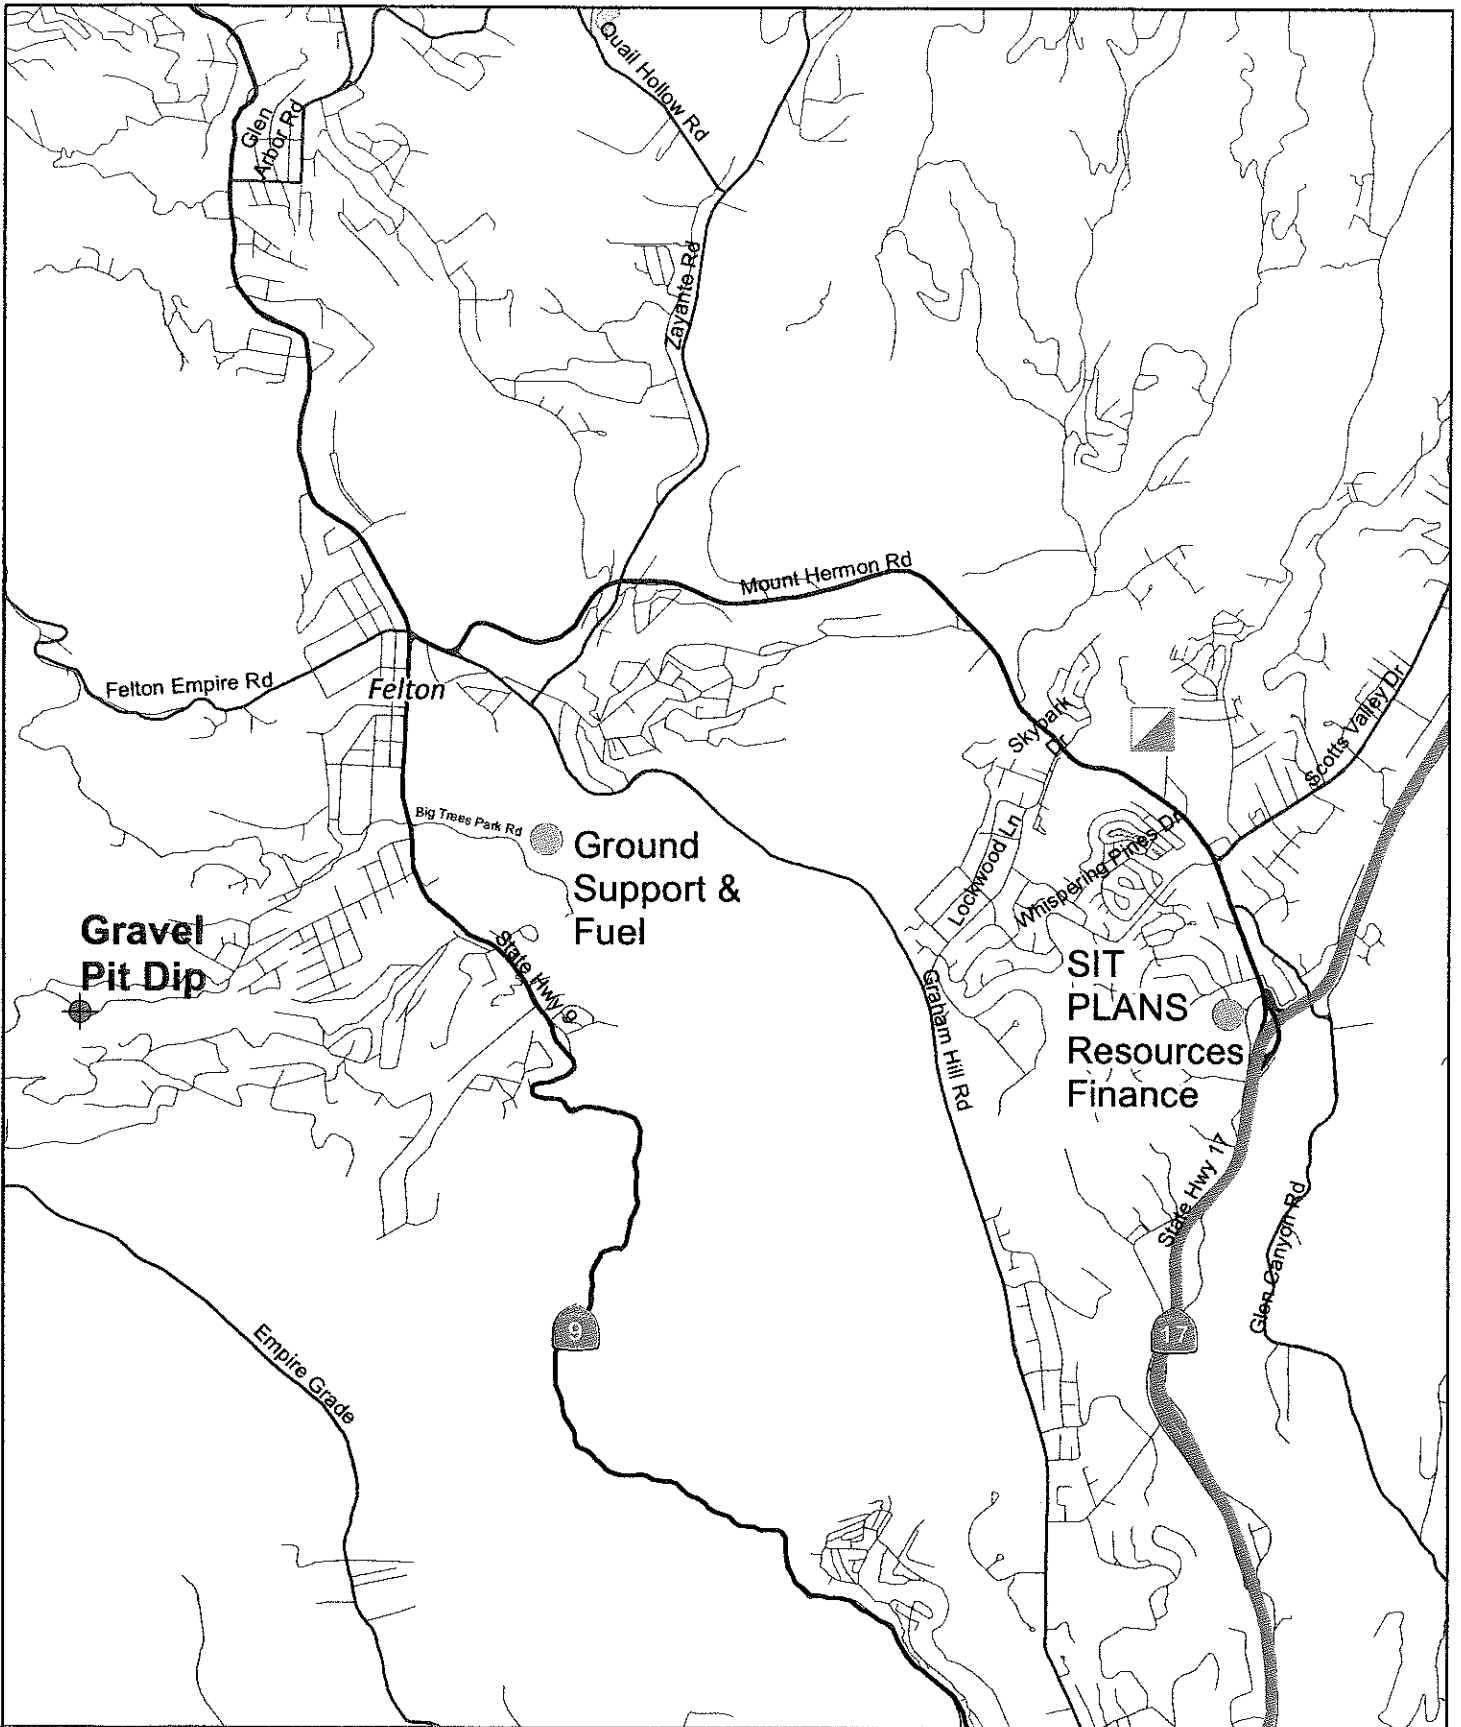 Quail Hollow Rd
Glen
Arbor Rd
Zayante Rd
Mount Hermon Rd
Felton Empire Rd
Felton
Skypark
Dr
Scotts Valley Dr
Big Trees Park Rd
Ground
Support &
Fuel
Lockwood Ln
Whispering Pines Dr
Gravel
Pit Dip
State Hwy 9
SIT
PLANS
Resources
Finance
Graham Hill Rd
State Hwy 17
Glen Canyon Rd
9
17
Empire Grade